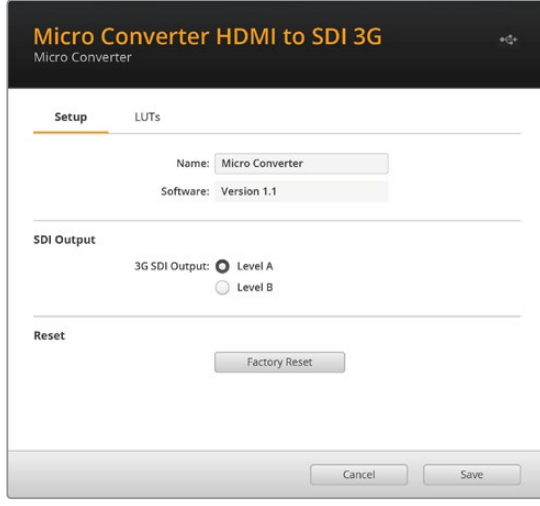 Micro Converter HDMI to SDI 3G
Micro Converter
Setup LUTs
Name: Micro Converter
Software: Version 1.1
SDI Output
3G SDI Output: Level A
Level B
Reset
Factory Reset
Cancel Save